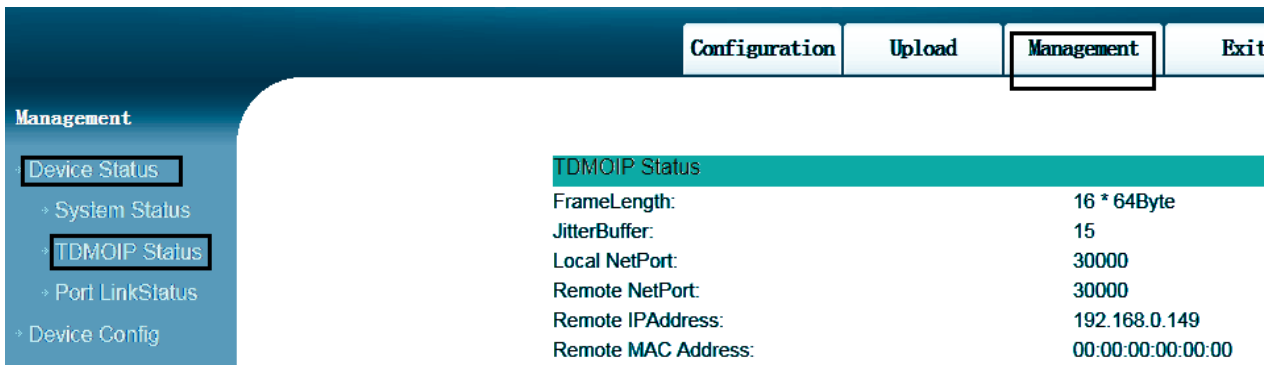 Configuration Upload Management Exit
Management
Device Status
System Status
TDMOIP Status
Port LinkStatus
Device Config
TDMOIP Status
FrameLength: 16 * 64Byte
JitterBuffer: 15
Local NetPort: 30000
Remote NetPort: 30000
Remote IPAddress: 192.168.0.149
Remote MAC Address: 00:00:00:00:00:00